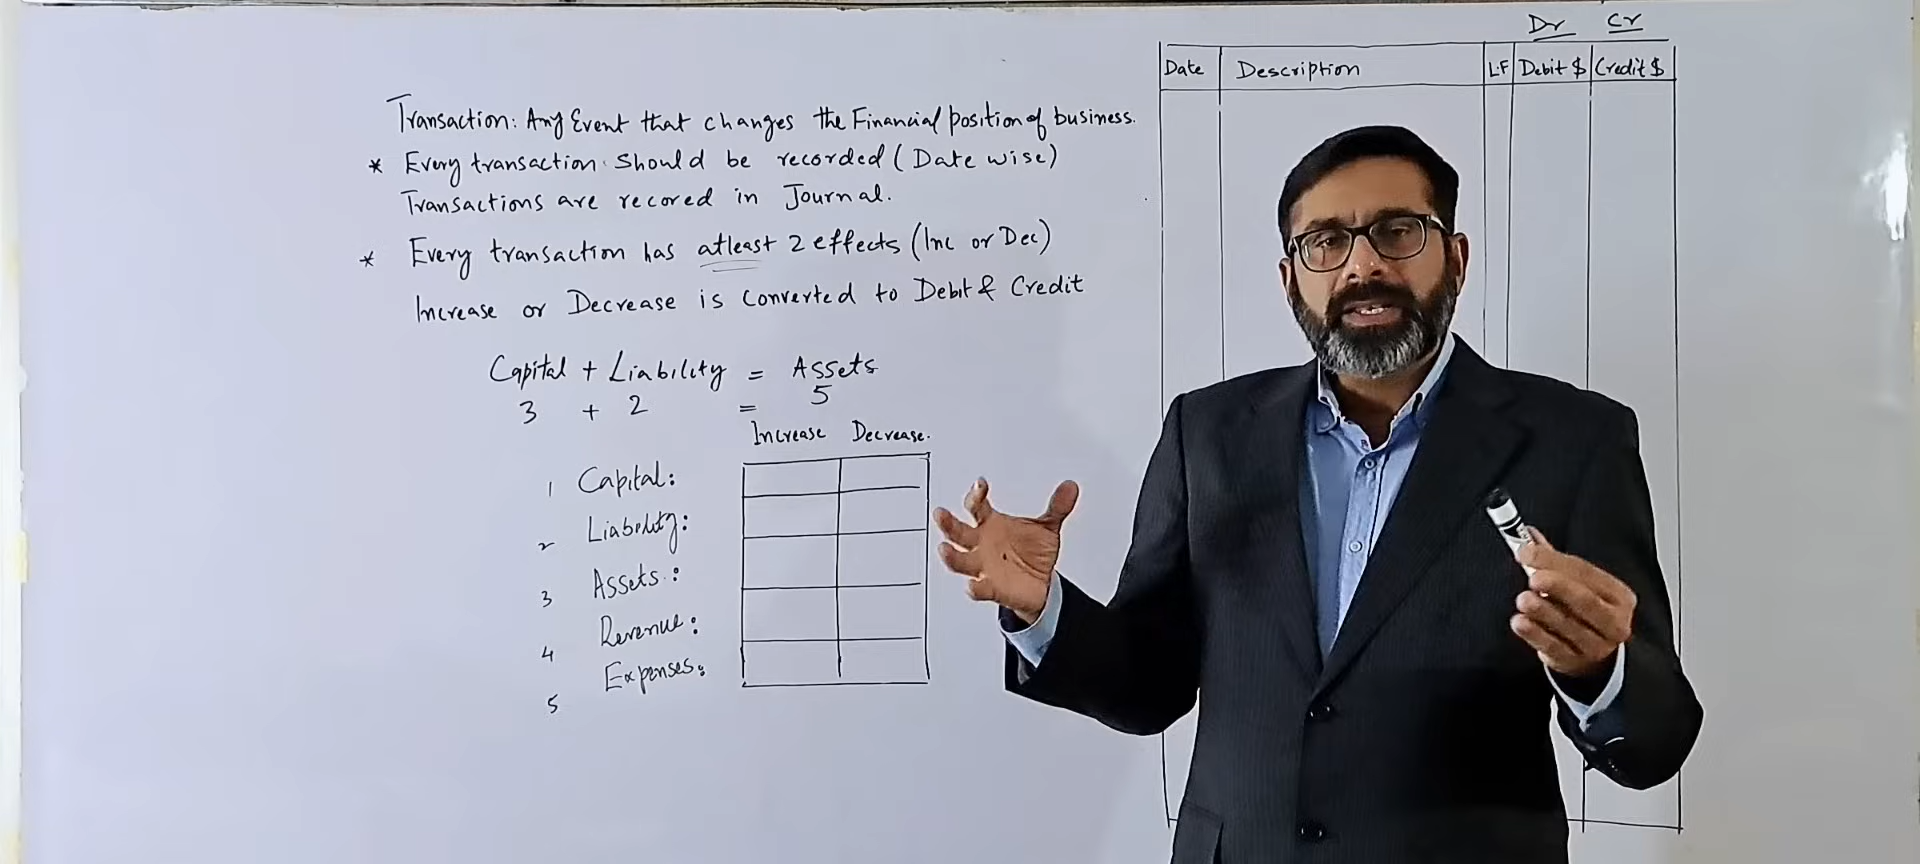 Transaction: Any Event that changes the Financial position of business.
* Every transaction should be recorded (Date wise)
Transactions are recored in Journal.
* Every transaction has atleast 2 effects (Inc or Dec)
Increase or Decrease is converted to Debit & Credit
Capital + Liability = Assets
3 + 2 = 5
Increase Decrease.
1 Capital:
2 Liability:
3 Assets:
4 Revenue:
5 Expenses:
Dr Cr
Date Description L.F Debit $ Credit $